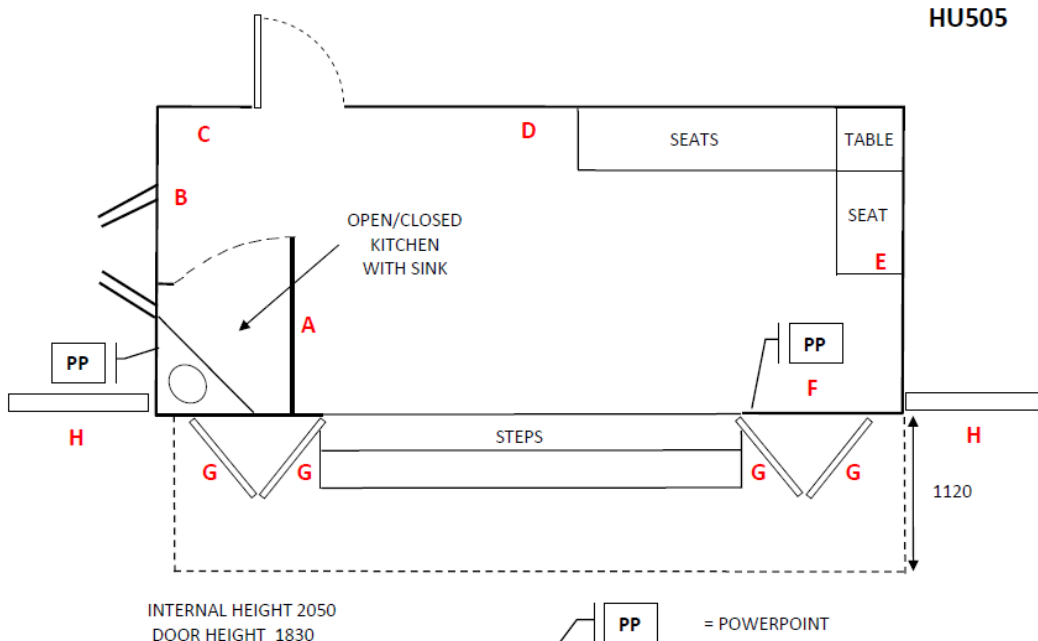 HU505
C
D
SEATS
TABLE
B
SEAT
OPEN/CLOSED
KITCHEN
WITH SINK
E
A
PP
PP
F
H
STEPS
H
G
G
G
G
1120
INTERNAL HEIGHT 2050
DOOR HEIGHT 1830
PP
= POWERPOINT